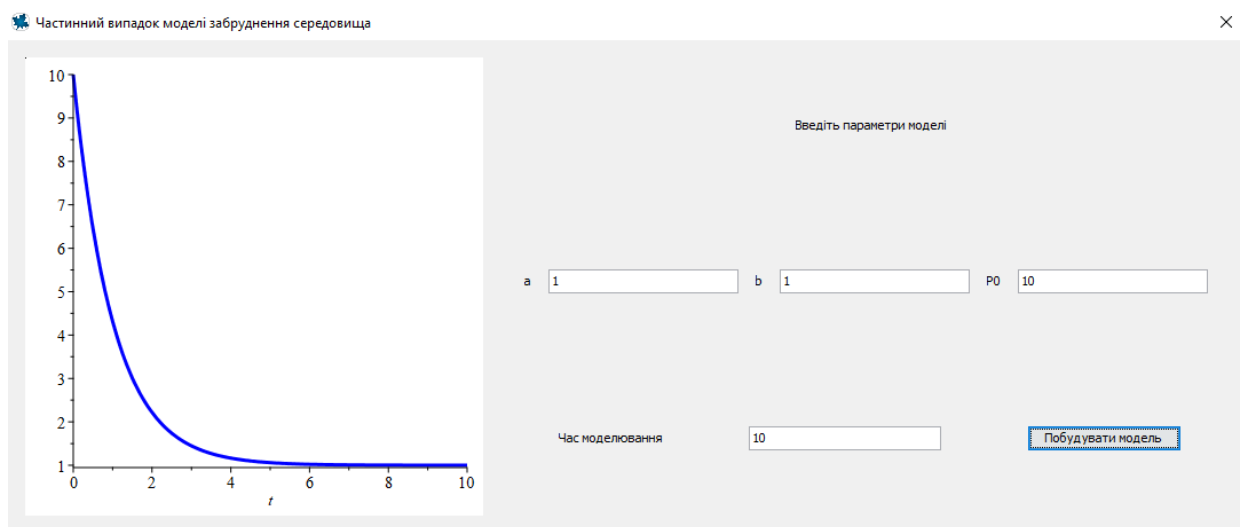 Частинний випадок моделі забруднення середовища
10
9
8
7
6
5
4
3
2
1
0 2 4 6 8 10
t
Введіть параметри моделі
a 1 b 1 P0 10
Час моделювання 10 Побудувати модель